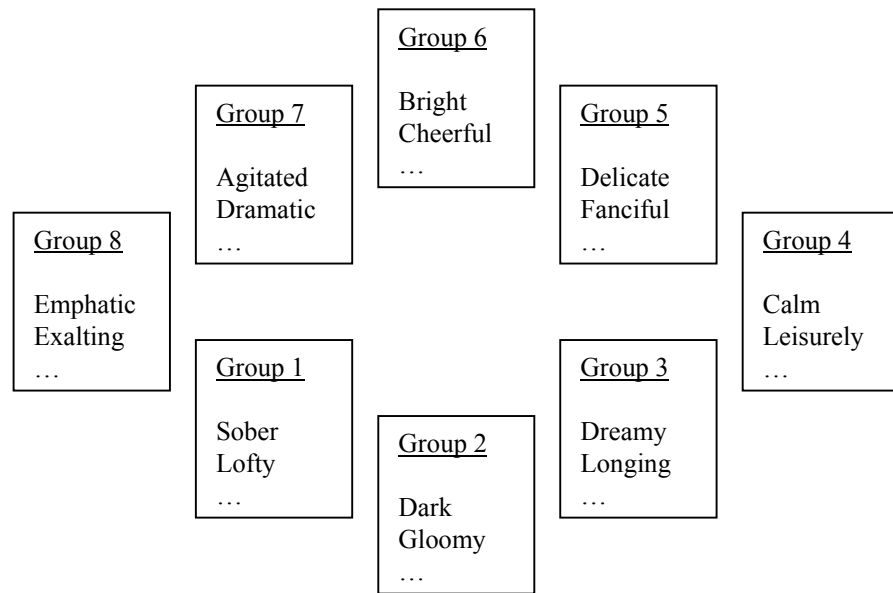 Group 6
Bright
Cheerful
…
Group 7
Agitated
Dramatic
…
Group 5
Delicate
Fanciful
…
Group 8
Emphatic
Exalting
…
Group 4
Calm
Leisurely
…
Group 1
Sober
Lofty
…
Group 3
Dreamy
Longing
…
Group 2
Dark
Gloomy
…